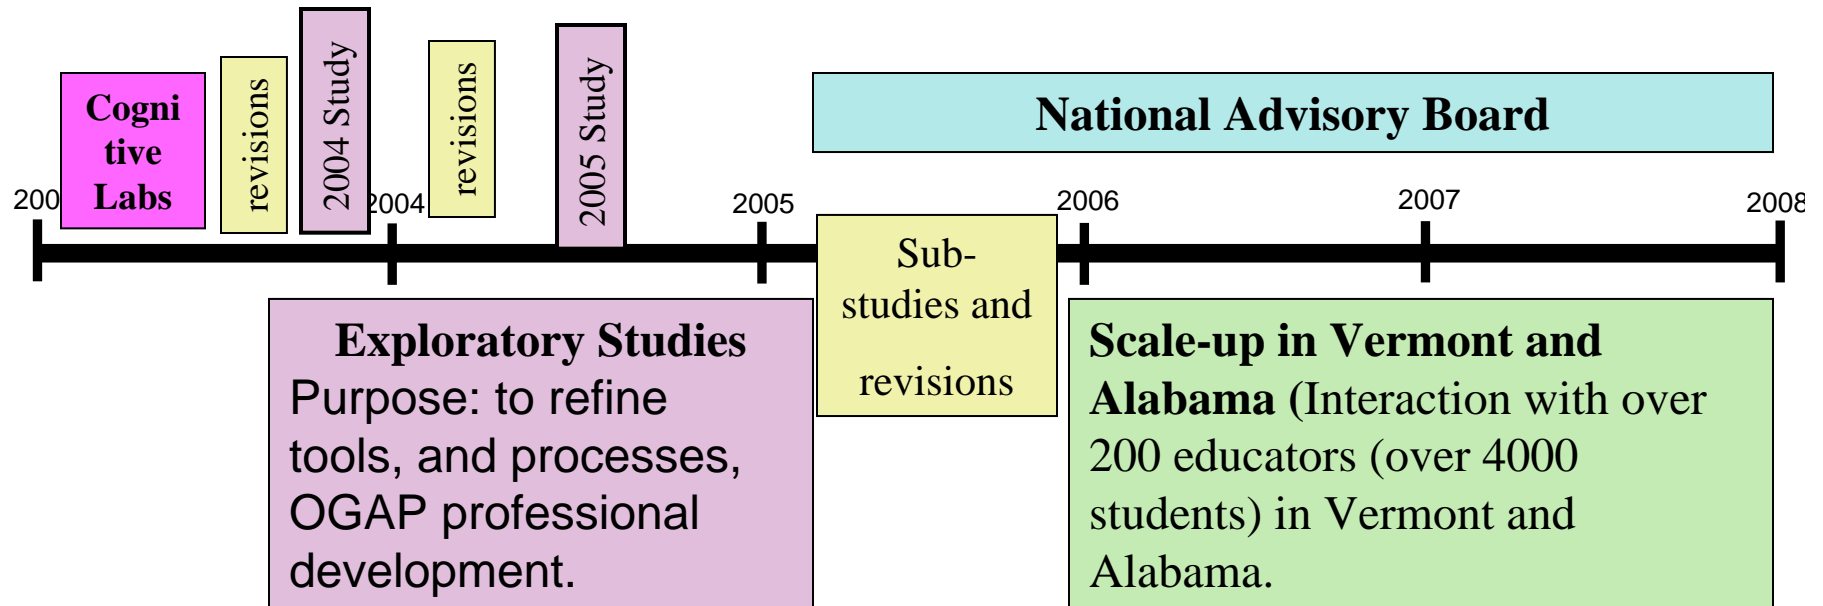 Cogni
tive
Labs
revisions
2004 Study
revisions
2005 Study
National Advisory Board
200
2004
2005
2006
2007
2008
Sub-
studies and
revisions
Exploratory Studies
Purpose: to refine
tools, and processes,
OGAP professional
development.
Scale-up in Vermont and
Alabama (Interaction with over
200 educators (over 4000
students) in Vermont and
Alabama.